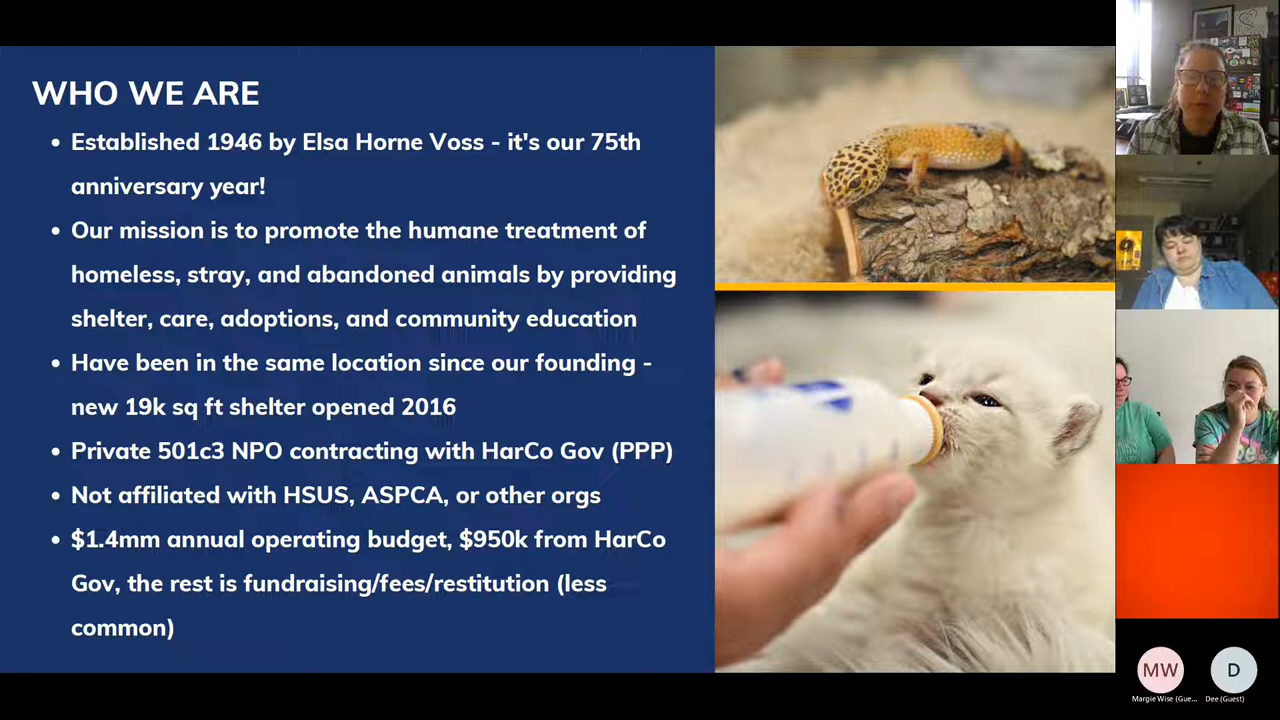 WHO WE ARE
• Established 1946 by Elsa Horne Voss - it's our 75th
anniversary year!
• Our mission is to promote the humane treatment of
homeless, stray, and abandoned animals by providing
shelter, care, adoptions, and community education
• Have been in the same location since our founding -
new 19k sq ft shelter opened 2016
• Private 501c3 NPO contracting with HarCo Gov (PPP)
• Not affiliated with HSUS, ASPCA, or other orgs
• $1.4mm annual operating budget, $950k from HarCo
Gov, the rest is fundraising/fees/restitution (less
common)
MW
D
Margie Wise (Gue...
Dee (Guest)